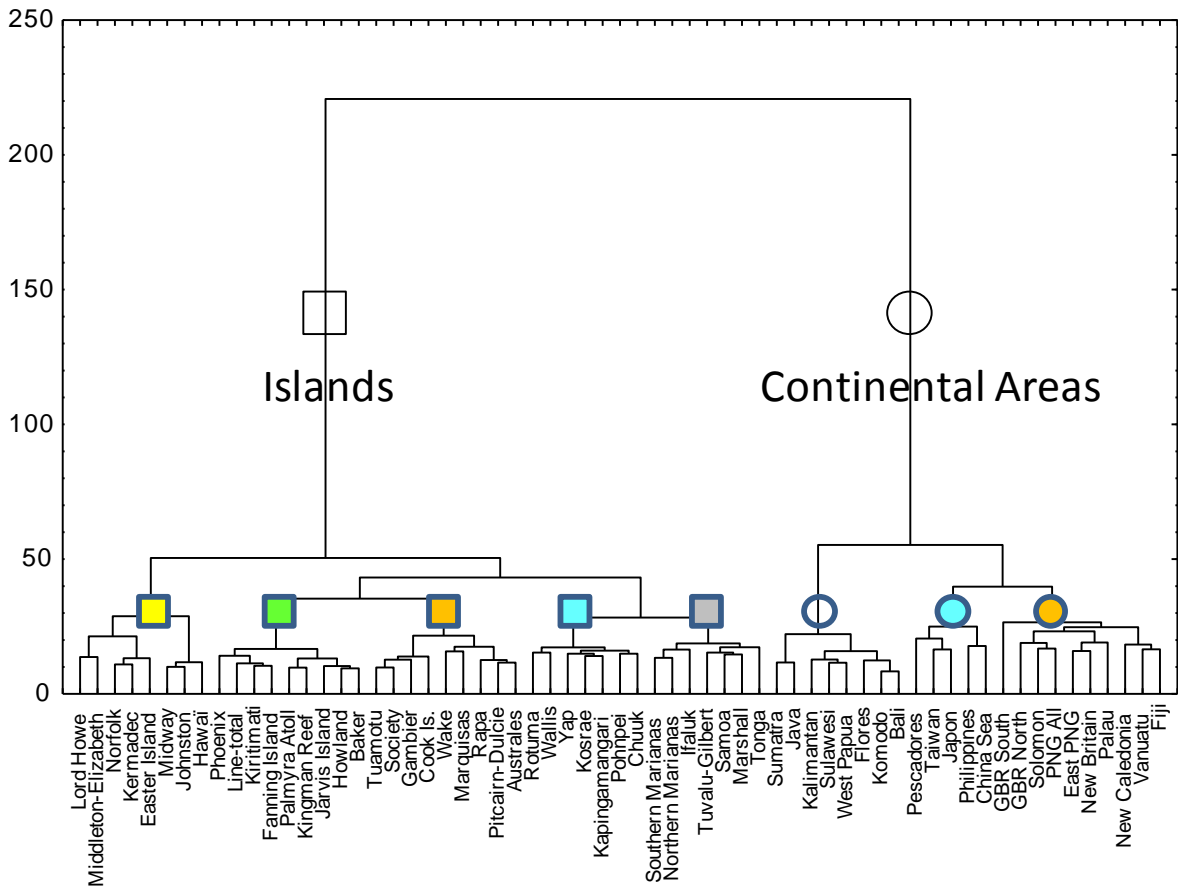 250
200
150
100
50
0
Islands
Continental Areas
Lord Howe
Middleton-Elizabeth
Norfolk
Kermadec
Easter Island
Midway
Johnston
Hawaï
Phoenix
Line-total
Kiritimati
Fanning Island
Palmyra Atoll
Kingman Reef
Jarvis Island
Howland
Baker
Tuamotu
Society
Gambier
Cook Is.
Wake
Marquisas
Rapa
Pitcairn-Dulcie
Australes
Rotuma
Wallis
Yap
Kosrae
Kapingamangari
Pohnpei
Chuuk
Southern Marianas
Northern Marianas
Ifaluk
Tuvalu-Gilbert
Samoa
Marshall
Tonga
Sumatra
Java
Kalimantan
Sulawesi
West Papua
Flores
Komodo
Bali
Pescadores
Taiwan
Japon
Philippines
China Sea
GBR South
GBR North
Solomon
PNG All
East PNG
New Britain
Palau
New Caledonia
Vanuatu
Fiji